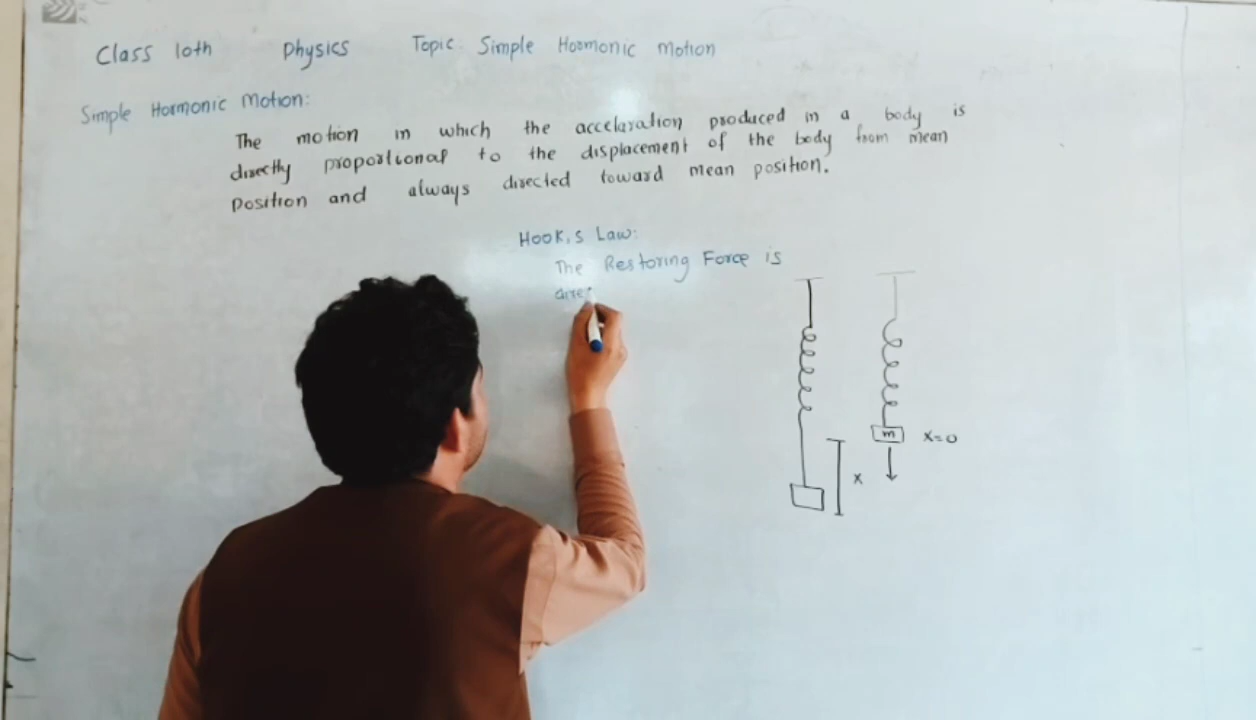 Class 10th Physics Topic: Simple Hormonic Motion
Simple Hormonic Motion:
The motion in which the acceleration produced in a body is
directly proportional to the displacement of the body from mean
position and always directed toward mean position.
Hook,s Law:
The Restoring Force is
dire
m x=0
x